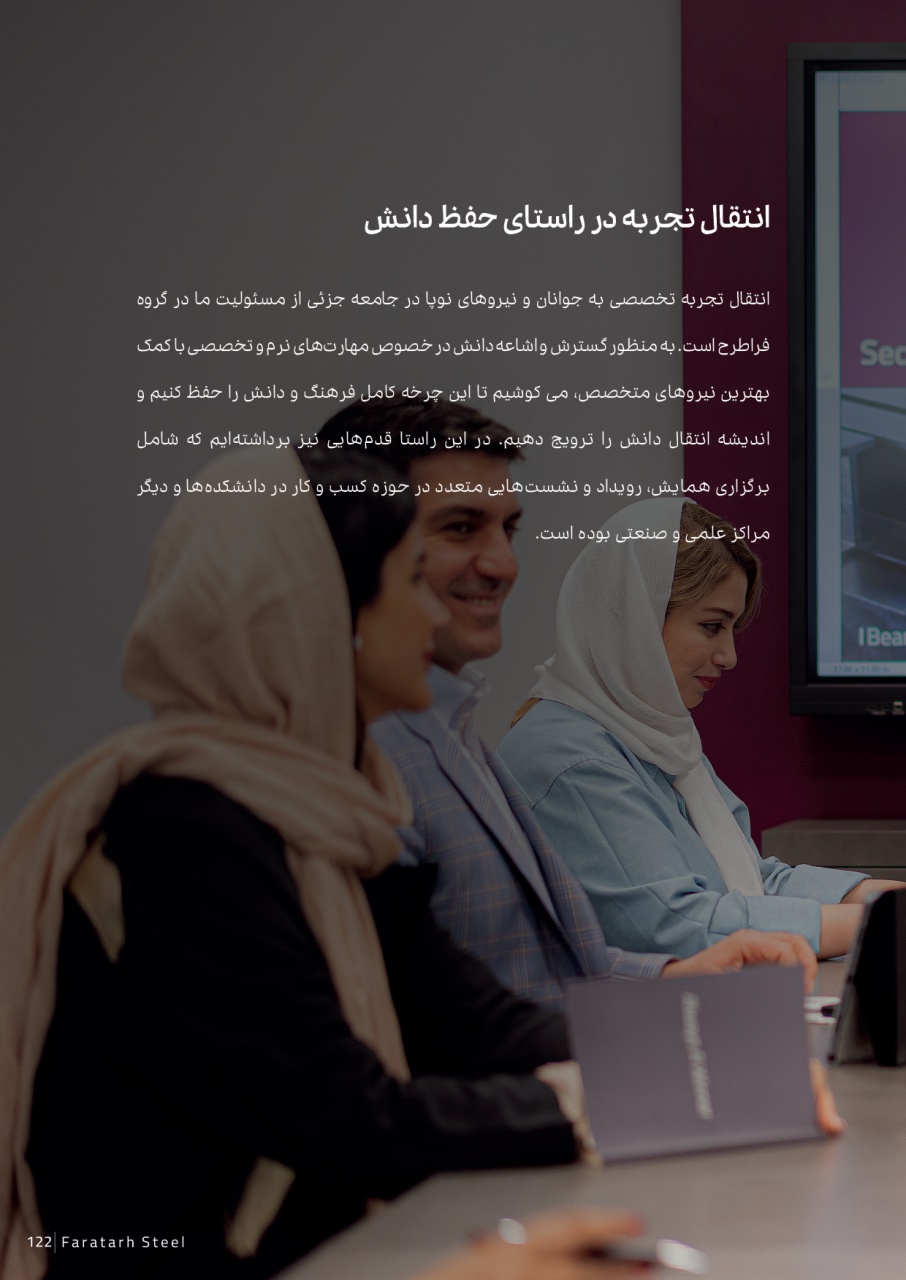 انتقال تجربه در راستای حفظ دانش
انتقال تجربه تخصصی به جوانان و نیروهای نوپا در جامعه جزئی از مسئولیت ما در گروه
فراطرح است. به منظور گسترش و اشاعه دانش در خصوص مهارت‌های نرم و تخصصی با کمک
بهترین نیروهای متخصص، می کوشیم تا این چرخه کامل فرهنگ و دانش را حفظ کنیم و
اندیشه انتقال دانش را ترویج دهیم. در این راستا قدم‌هایی نیز برداشته‌ایم که شامل
برگزاری همایش، رویداد و نشست‌هایی متعدد در حوزه کسب و کار در دانشکده‌ها و دیگر
مراکز علمی و صنعتی بوده است.
122 | Faratarh Steel